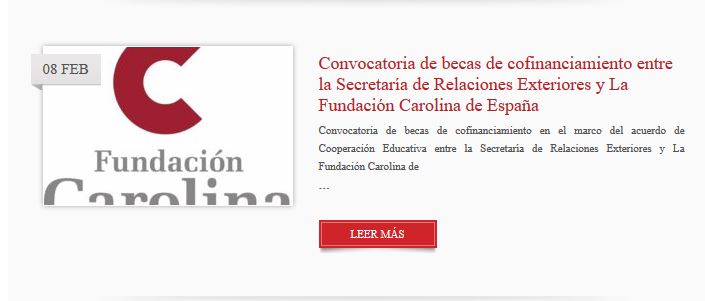 08 FEB
Fundación
Carolina
Convocatoria de becas de cofinanciamiento entre
la Secretaría de Relaciones Exteriores y La
Fundación Carolina de España
Convocatoria de becas de cofinanciamiento en el marco del acuerdo de
Cooperación Educativa entre la Secretaría de Relaciones Exteriores y La
Fundación Carolina de
...
LEER MÁS